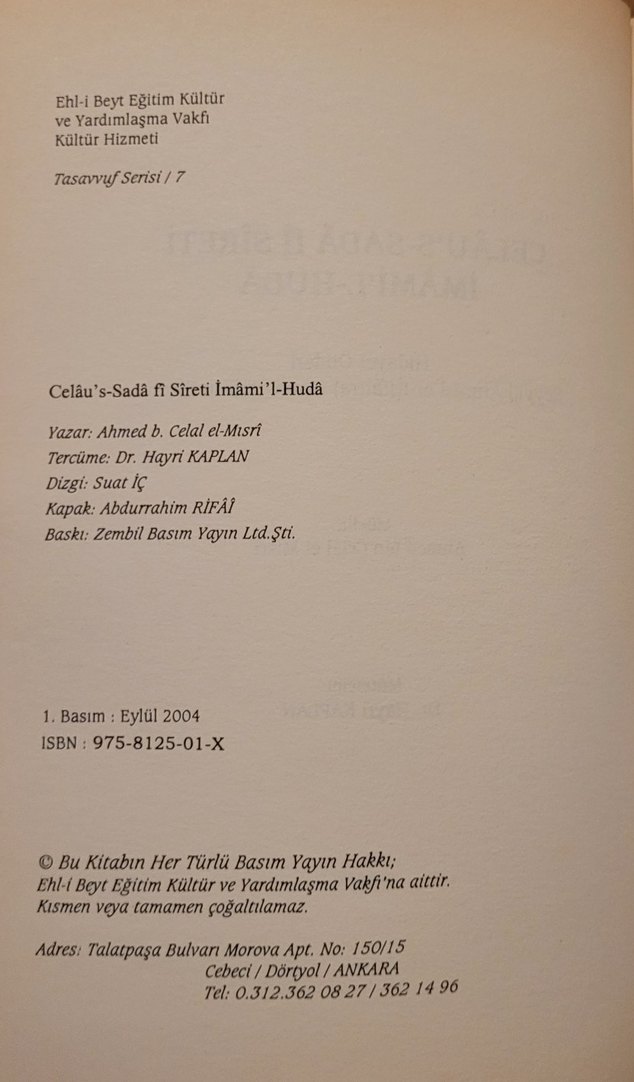 Ehl-i Beyt Eğitim Kültür
ve Yardımlaşma Vakfı
Kültür Hizmeti
Tasavvuf Serisi / 7
Celâu's-Sadâ fî Sîreti İmâmi'l-Hudâ
Yazar: Ahmed b. Celal el-Mısrî
Tercüme: Dr. Hayri KAPLAN
Dizgi: Suat İÇ
Kapak: Abdurrahim RİFÂÎ
Baskı: Zembil Basım Yayın Ltd.Şti.
1. Basım : Eylül 2004
ISBN : 975-8125-01-X
© Bu Kitabın Her Türlü Basım Yayın Hakkı;
Ehl-i Beyt Eğitim Kültür ve Yardımlaşma Vakfı'na aittir.
Kısmen veya tamamen çoğaltılamaz.
Adres: Talatpaşa Bulvarı Morova Apt. No: 150/15
Cebeci / Dörtyol / ANKARA
Tel: 0.312.362 08 27 / 362 14 96